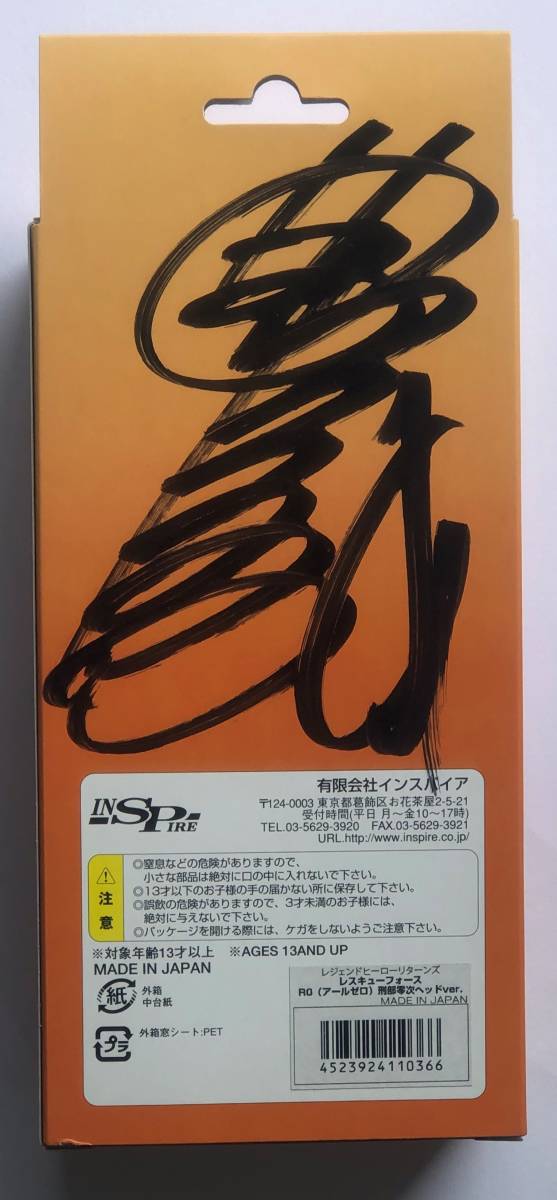 INSPIRE
有限会社インスパイア
〒124-0003 東京都葛飾区お花茶屋2-5-21
受付時間(平日 月〜金10〜17時)
TEL.03-5629-3920 FAX.03-5629-3921
URL.http://www.inspire.co.jp
注意
◎窒息などの危険がありますので、
小さな部品は絶対に口の中に入れないで下さい。
◎13才以下のお子様の手の届かない所に保存して下さい。
◎誤飲の危険がありますので、3才未満のお子様には、
絶対に与えないで下さい。
◎パッケージを開ける際には、ケガをしないようご注意下さい。
※対象年齢13才以上 ※AGES 13AND UP
MADE IN JAPAN
紙
外箱
中台紙
プラ
外箱窓シート:PET
レジェンドヒーローリターンズ
レスキューフォース
R0（アールゼロ）刑部零次ヘッドver.
MADE IN JAPAN
4523924110366